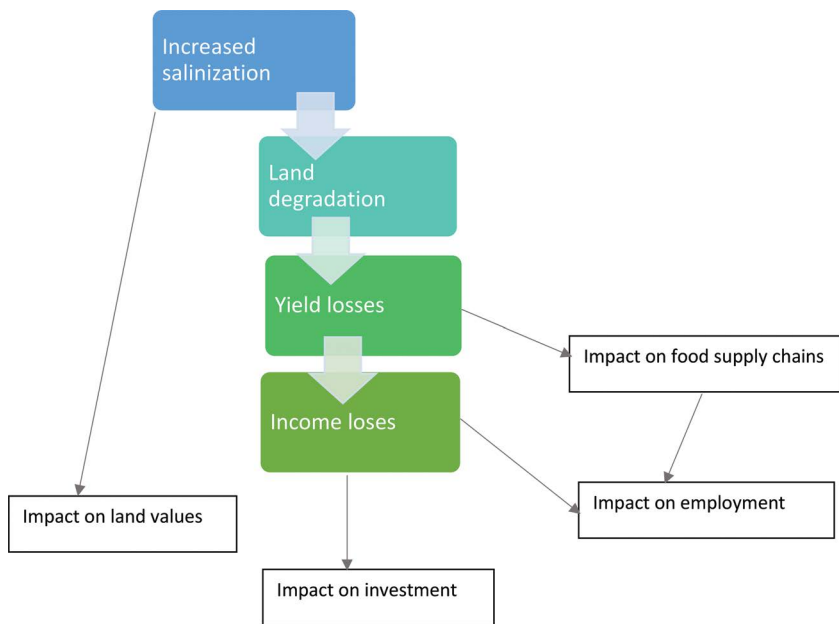 Increased
salinization
Land
degradation
Yield losses
Impact on food supply chains
Income loses
Impact on employment
Impact on land values
Impact on investment